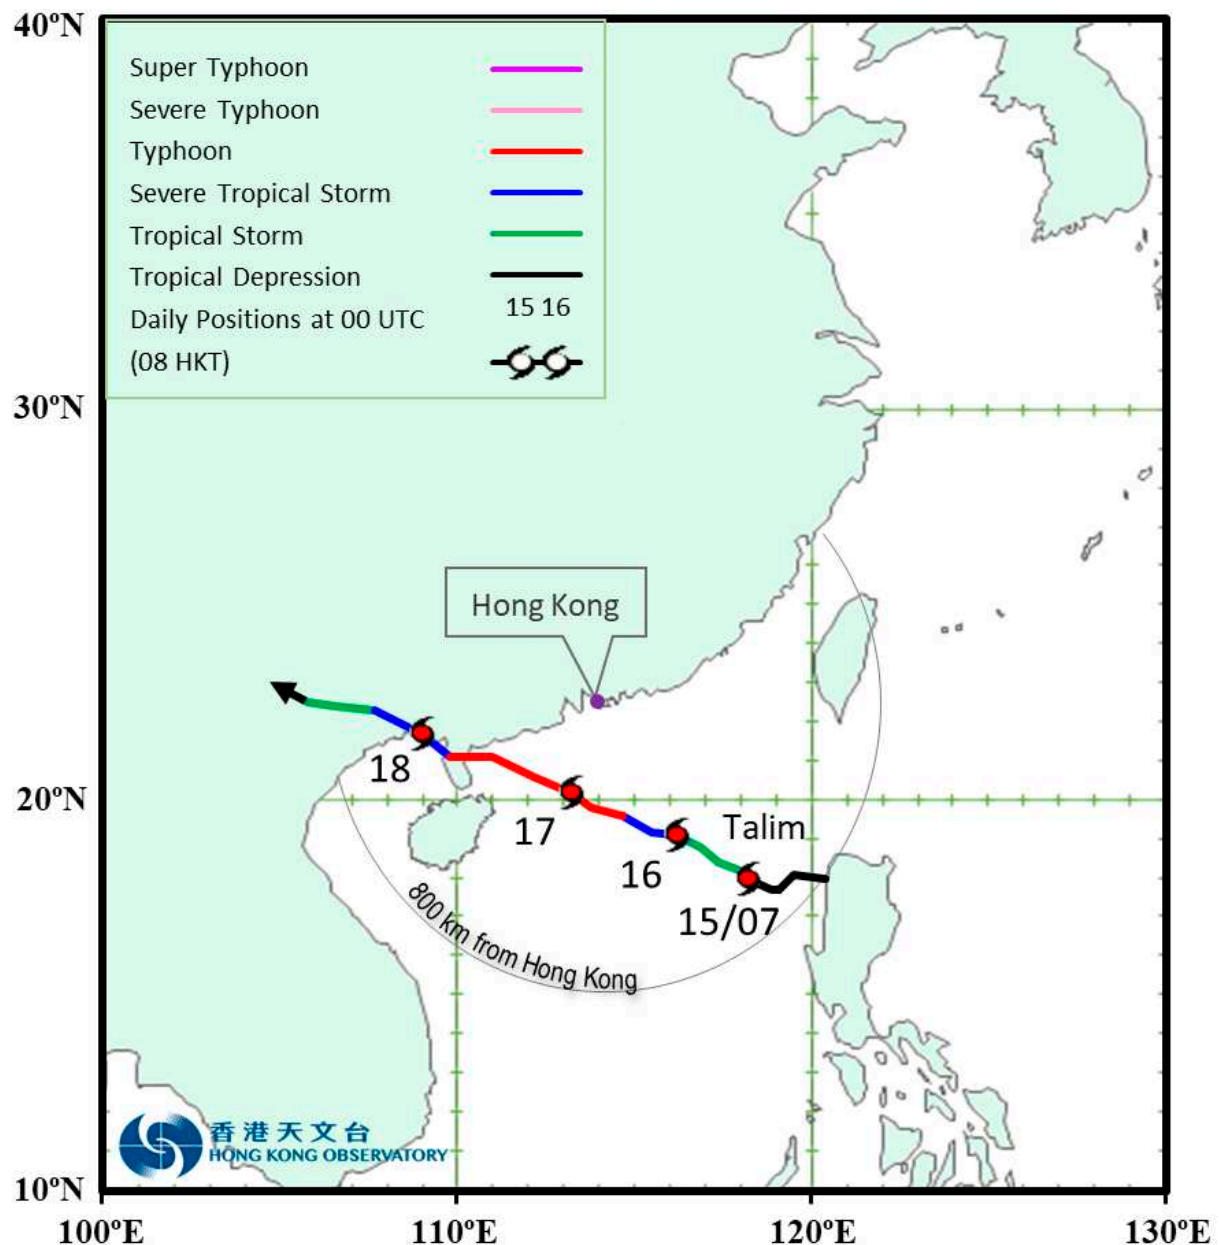 40ºN
Super Typhoon
Severe Typhoon
Typhoon
Severe Tropical Storm
Tropical Storm
Tropical Depression
Daily Positions at 00 UTC
15 16
(08 HKT)
30ºN
Hong Kong
18
20ºN
17
Talim
16
15/07
800 km from Hong Kong
香港天文台
HONG KONG OBSERVATORY
10ºN
100ºE
110ºE
120ºE
130ºE